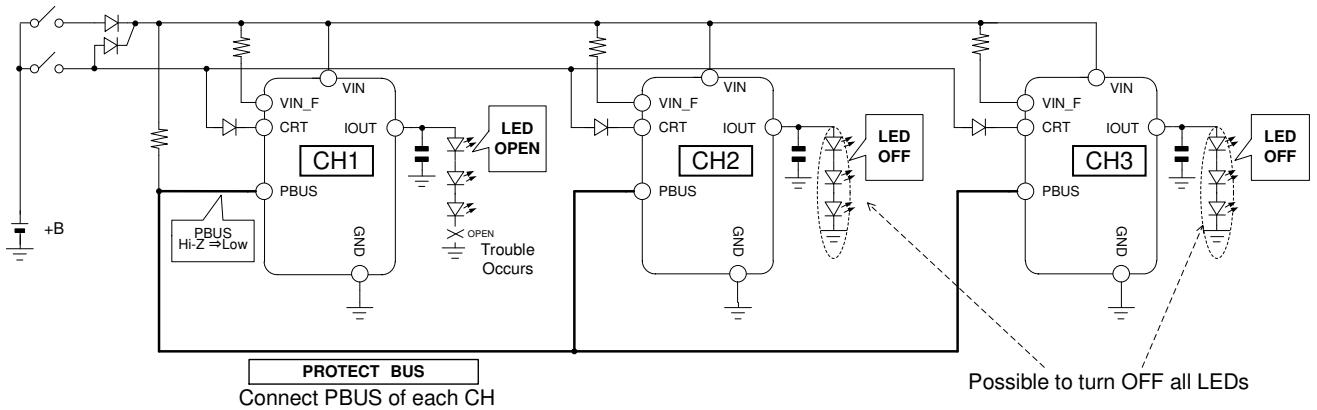 VIN
VIN_F
CRT
IOUT
CH1
PBUS
GND
LED
OPEN
+B
PBUS
Hi-Z ⇒Low
OPEN
Trouble
Occurs
VIN
VIN_F
CRT
IOUT
CH2
PBUS
GND
LED
OFF
VIN
VIN_F
CRT
IOUT
CH3
PBUS
GND
LED
OFF
PROTECT BUS
Connect PBUS of each CH
Possible to turn OFF all LEDs